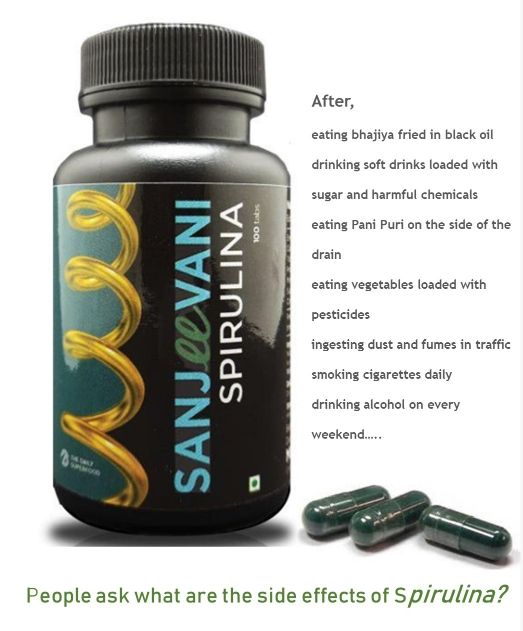 After,
eating bhajiya fried in black oil
drinking soft drinks loaded with
sugar and harmful chemicals
eating Pani Puri on the side of the
drain
eating vegetables loaded with
pesticides
ingesting dust and fumes in traffic
smoking cigarettes daily
drinking alcohol on every
weekend.....
SANJeeVANI
SPIRULINA
100 tabs
THE DAILY
SUPERFOOD
People ask what are the side effects of Spirulina?